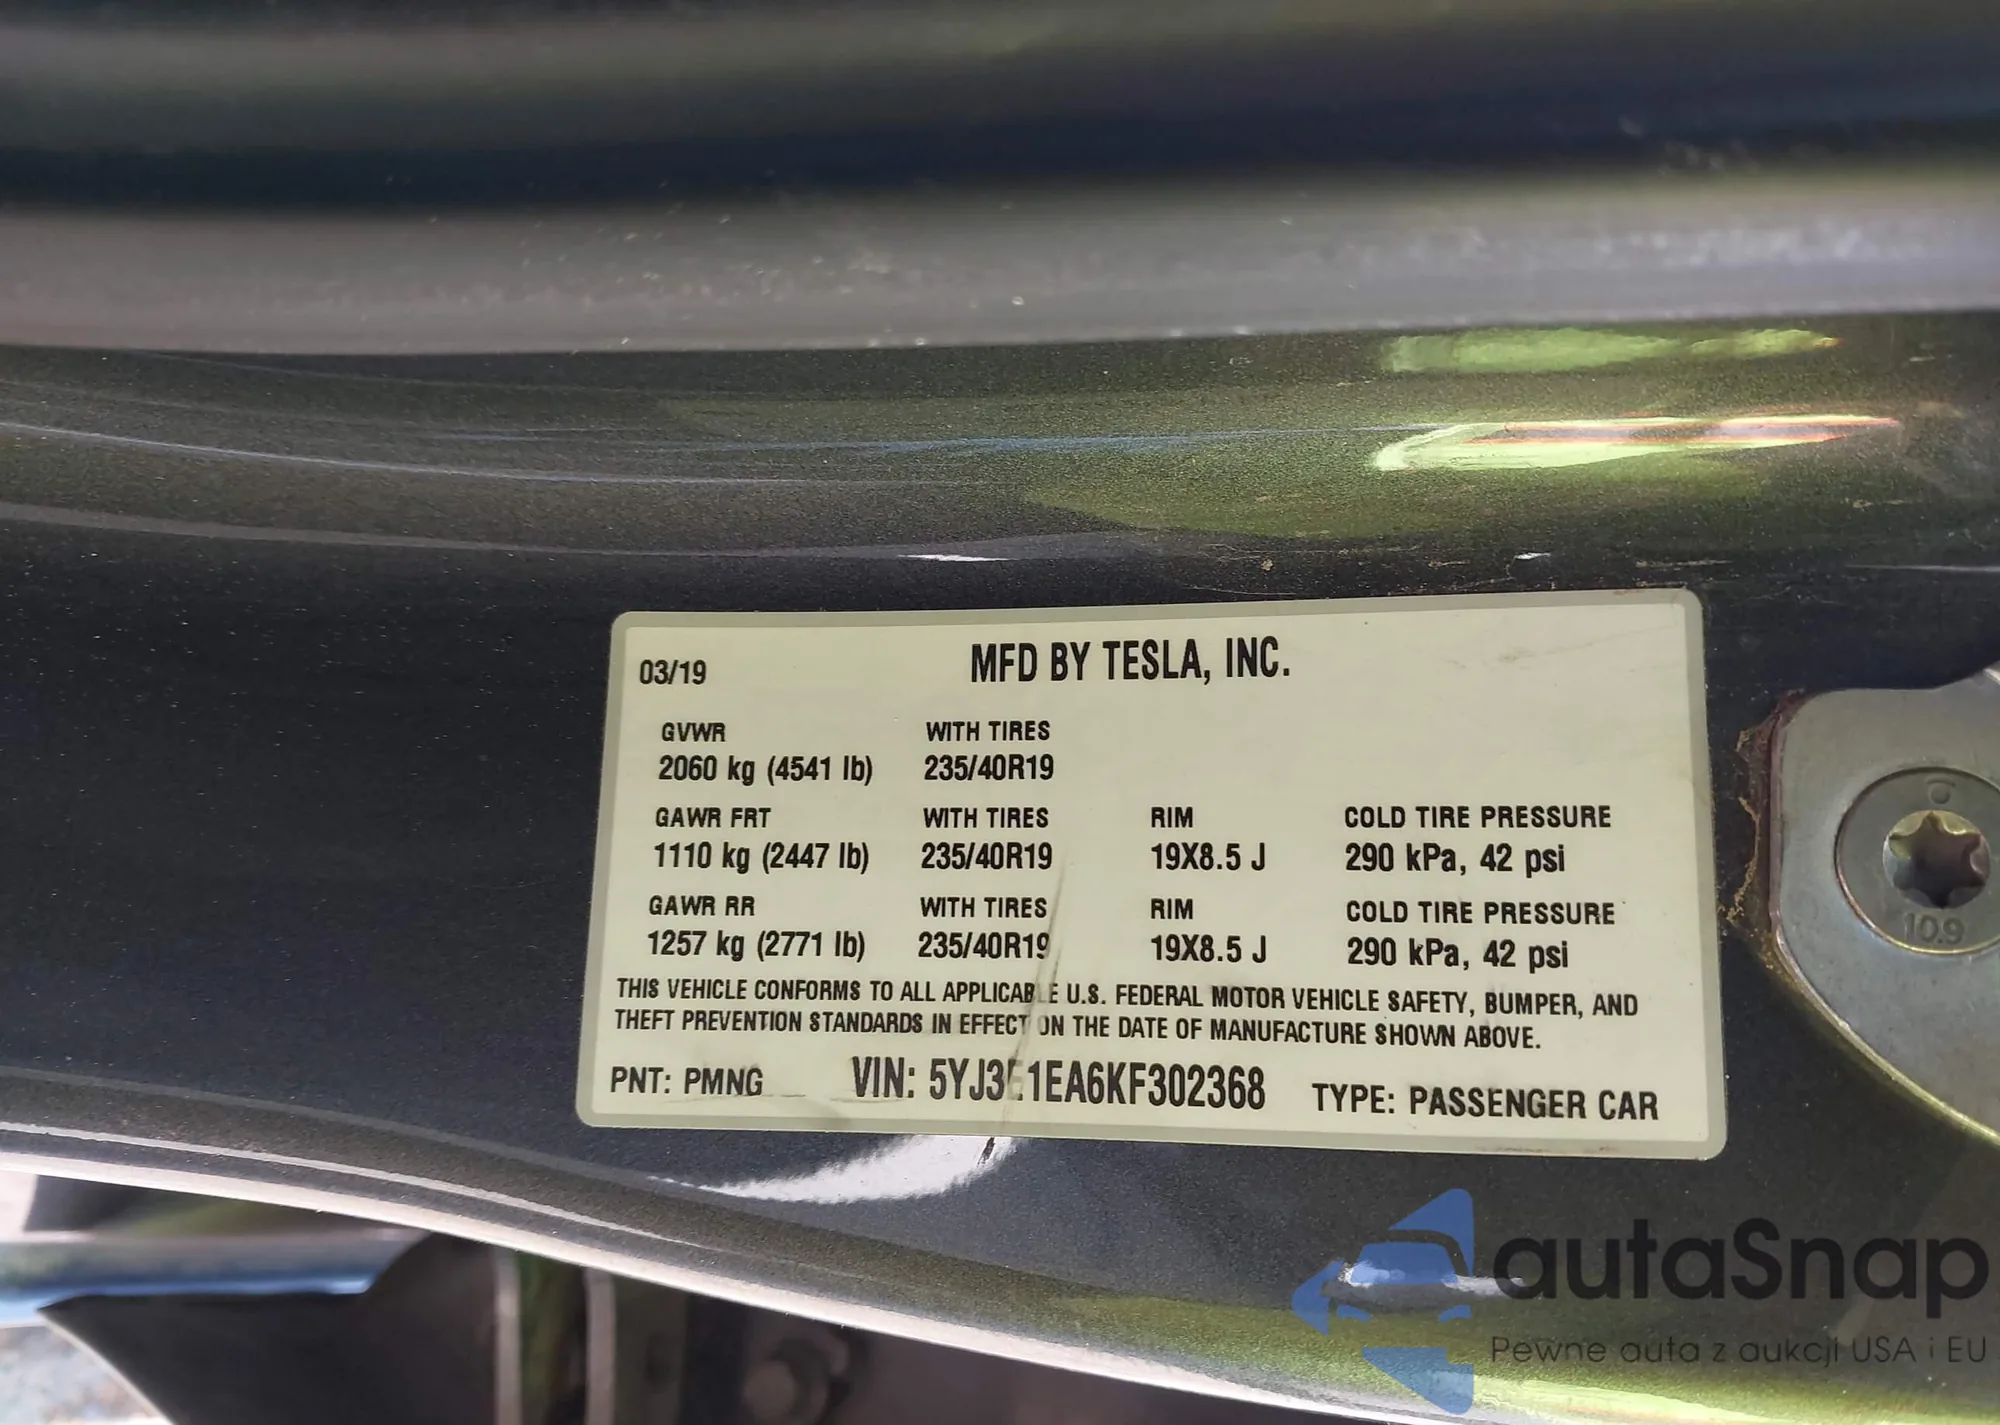 03/19 MFD BY TESLA, INC.
GVWR WITH TIRES
2060 kg (4541 lb) 235/40R19
GAWR FRT WITH TIRES RIM COLD TIRE PRESSURE
1110 kg (2447 lb) 235/40R19 19X8.5 J 290 kPa, 42 psi
GAWR RR WITH TIRES RIM COLD TIRE PRESSURE
1257 kg (2771 lb) 235/40R19 19X8.5 J 290 kPa, 42 psi
THIS VEHICLE CONFORMS TO ALL APPLICABLE U.S. FEDERAL MOTOR VEHICLE SAFETY, BUMPER, AND
THEFT PREVENTION STANDARDS IN EFFECT ON THE DATE OF MANUFACTURE SHOWN ABOVE.
PNT: PMNG VIN: 5YJ3E1EA6KF302368 TYPE: PASSENGER CAR
10.9
autaSnap
Pewne auta z aukcji USA i EU